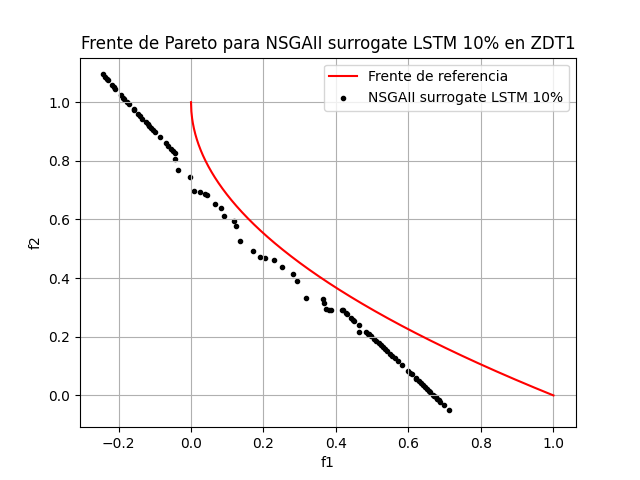 Frente de Pareto para NSGAII surrogate LSTM 10% en ZDT1
Frente de referencia
NSGAII surrogate LSTM 10%
f2
1.0
0.8
0.6
0.4
0.2
0.0
−0.2 0.0 0.2 0.4 0.6 0.8 1.0
f1